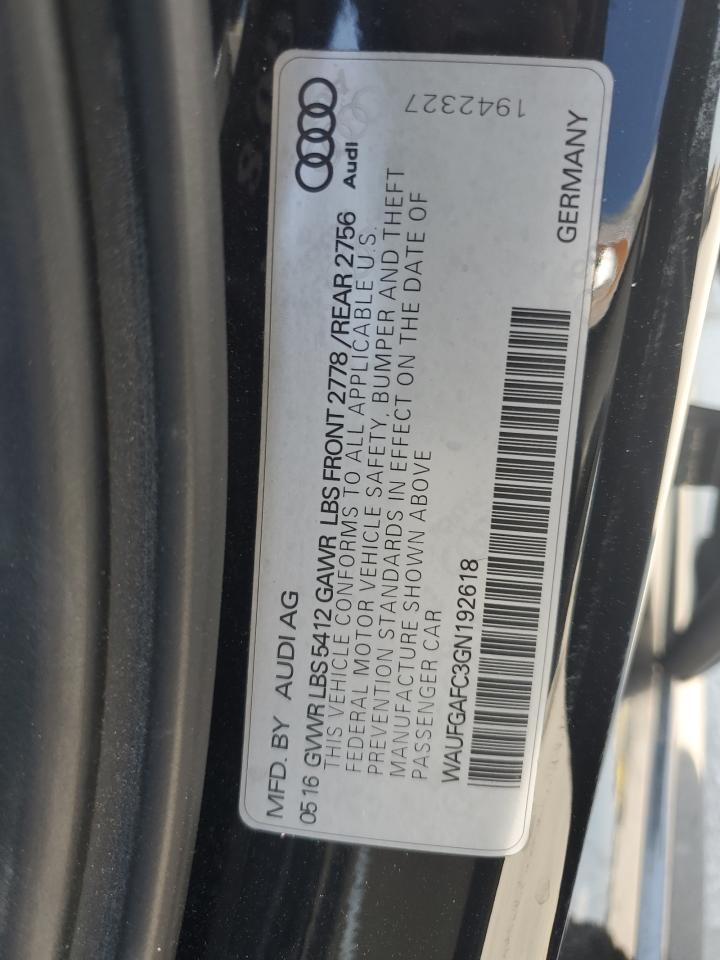 MFD. BY AUDI AG
0516 GVWR LBS 5412 GAWR LBS FRONT 2778 / REAR 2756
THIS VEHICLE CONFORMS TO ALL APPLICABLE U.S.
FEDERAL MOTOR VEHICLE SAFETY, BUMPER AND THEFT
PREVENTION STANDARDS IN EFFECT ON THE DATE OF
MANUFACTURE SHOWN ABOVE
PASSENGER CAR
WAUFGAFC3GN192618
Audi
1942327
GERMANY